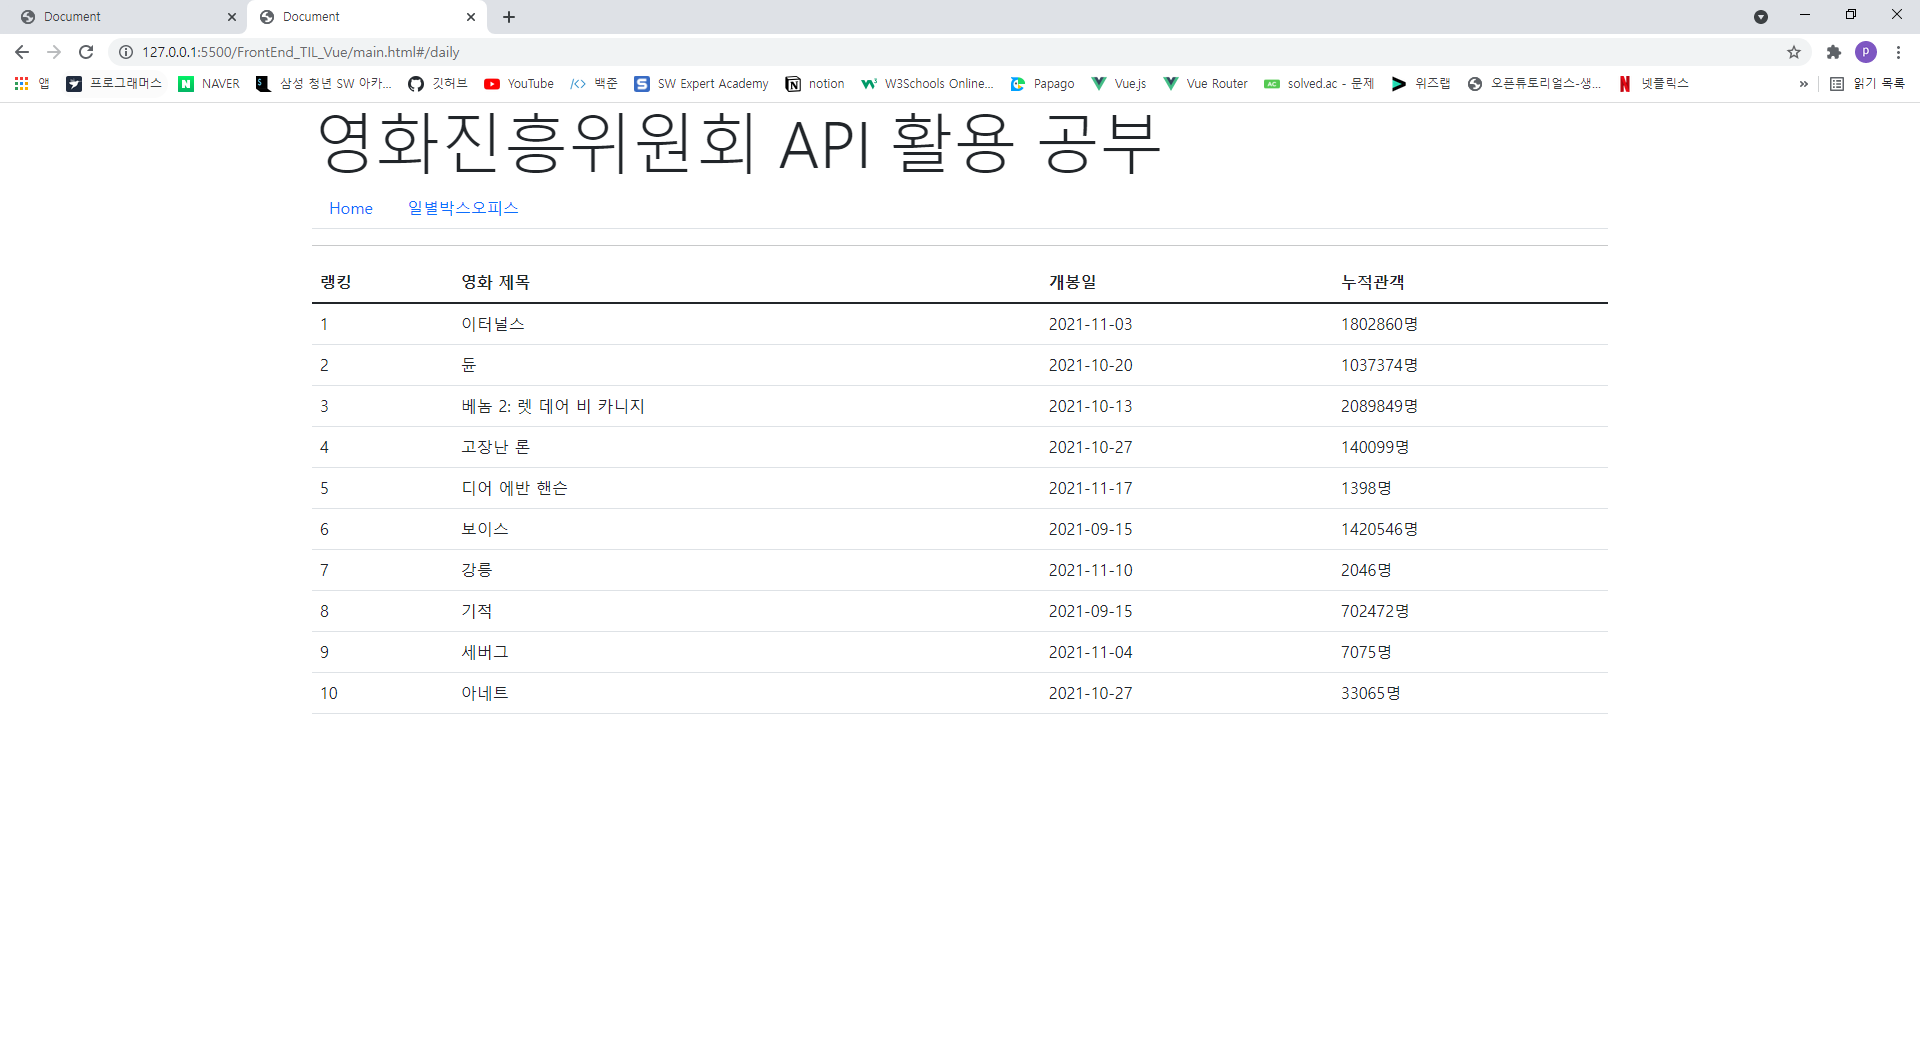 Document Document
127.0.0.1:5500/FrontEnd_TIL_Vue/main.html#/daily p
앱 프로그래머스 NAVER 삼성 청년 SW 아카... 깃허브 YouTube 백준 SW Expert Academy notion W3Schools Online... Papago Vue.js Vue Router solved.ac - 문제 위즈랩 오픈튜토리얼스-생... 넷플릭스 » 읽기 목록
영화진흥위원회 API 활용 공부
Home 일별박스오피스
랭킹 영화 제목 개봉일 누적관객
1 이터널스 2021-11-03 1802860명
2 듄 2021-10-20 1037374명
3 베놈 2: 렛 데어 비 카니지 2021-10-13 2089849명
4 고장난 론 2021-10-27 140099명
5 디어 에반 핸슨 2021-11-17 1398명
6 보이스 2021-09-15 1420546명
7 강릉 2021-11-10 2046명
8 기적 2021-09-15 702472명
9 세버그 2021-11-04 7075명
10 아네트 2021-10-27 33065명